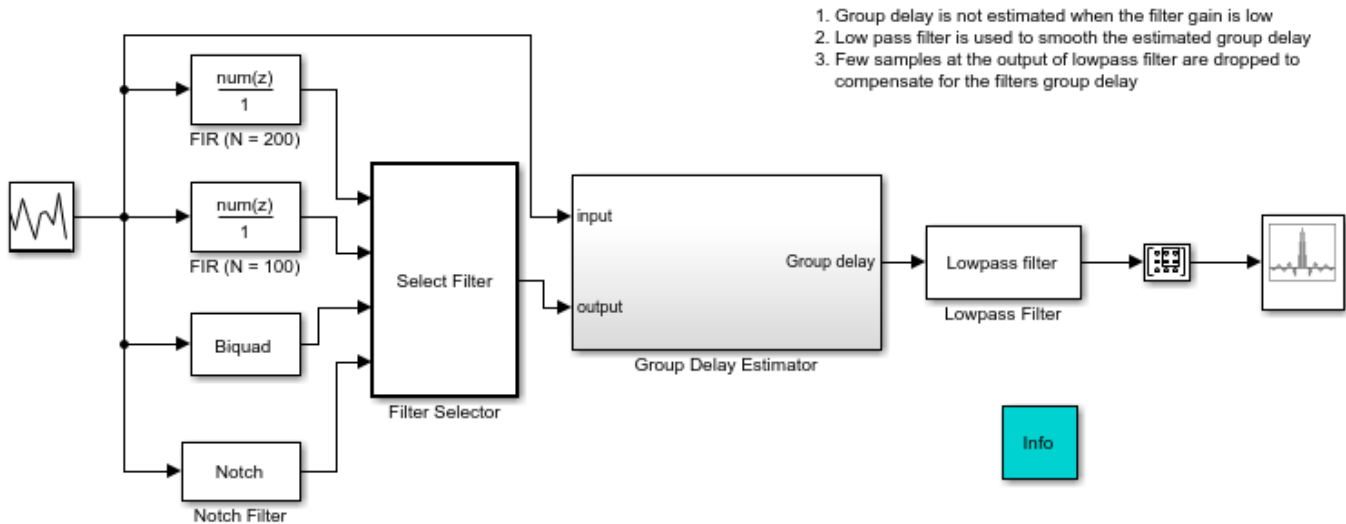 1. Group delay is not estimated when the filter gain is low
2. Low pass filter is used to smooth the estimated group delay
3. Few samples at the output of lowpass filter are dropped to
compensate for the filters group delay
num(z)
1
FIR (N = 200)
num(z)
1
FIR (N = 100)
Biquad
Notch
Notch Filter
Select Filter
Filter Selector
input
output
Group delay
Group Delay Estimator
Lowpass filter
Lowpass Filter
Info